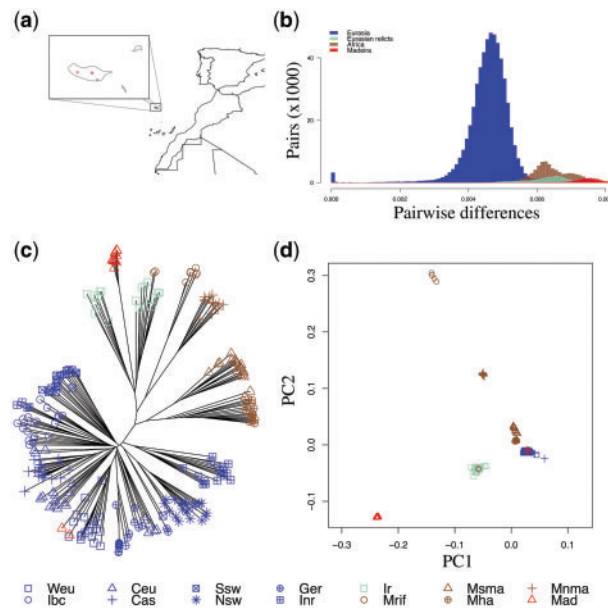 (a)
(b)
Eurasia
Eurasian relicts
Africa
Madeira
Pairs (x1000)
0
20
40
0.000
0.002
0.004
0.006
0.008
Pairwise differences
(c)
(d)
PC2
0.3
0.2
0.1
0.0
-0.1
-0.3
-0.2
-0.1
0.0
0.1
PC1
Weu Ceu Ssw Ger Ir Msma Mnma
Ibc Cas Nsw Inr Mrif Mha Mad